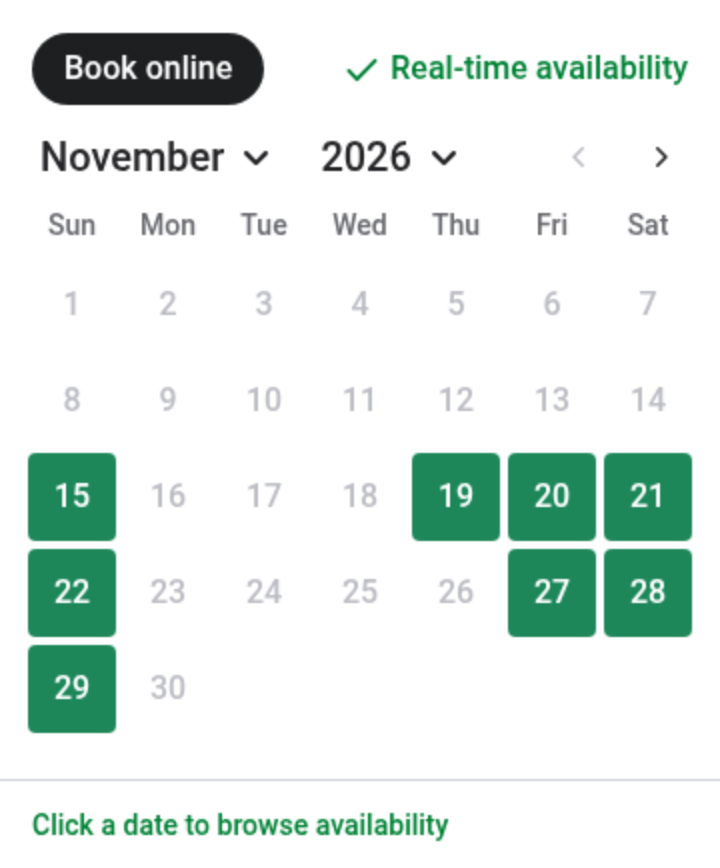 Book online Real-time availability
November 2026
Sun Mon Tue Wed Thu Fri Sat
1 2 3 4 5 6 7
8 9 10 11 12 13 14
15 16 17 18 19 20 21
22 23 24 25 26 27 28
29 30
Click a date to browse availability